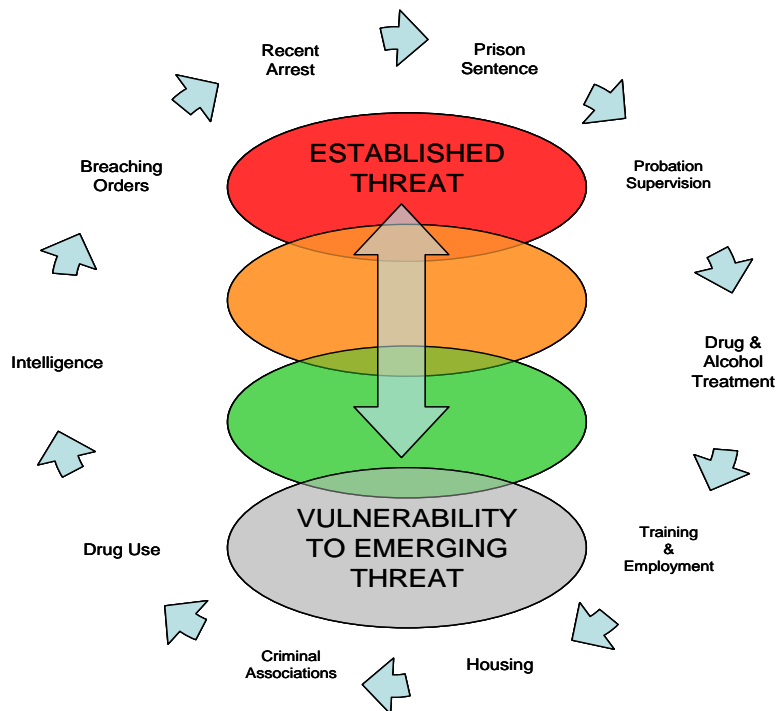 Recent
Arrest
Prison
Sentence
Breaching
Orders
ESTABLISHED
THREAT
Probation
Supervision
Intelligence
Drug &
Alcohol
Treatment
Drug Use
VULNERABILITY
TO EMERGING
THREAT
Training
&
Employment
Criminal
Associations
Housing